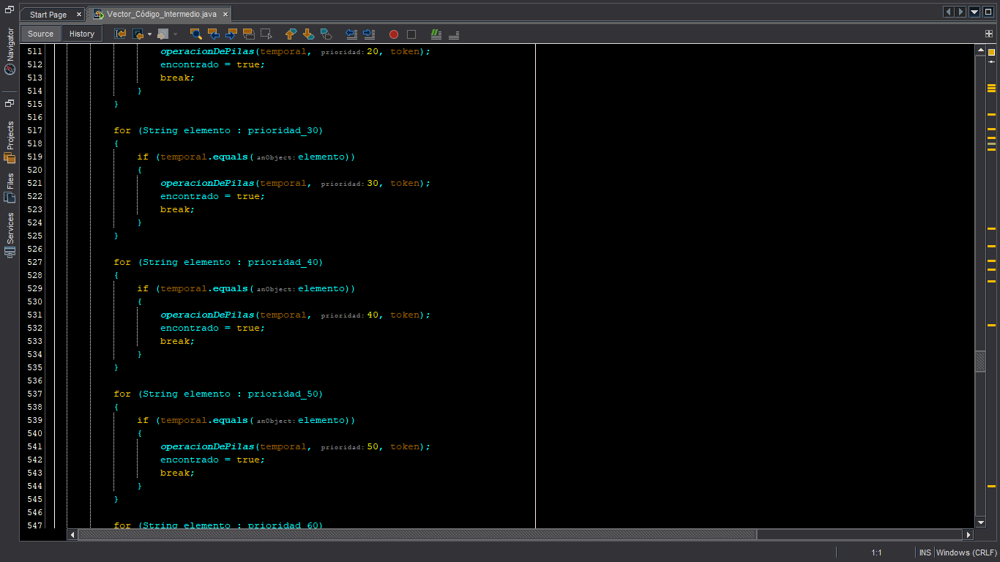 Start Page
Vector_Código_Intermedio.java
Source History
Navigator
Projects
Files
Services
511 operacionDePilas(temporal, prioridad: 20, token);
512 encontrado = true;
513 break;
514 }
515 }
516
517 for (String elemento : prioridad_30)
518 {
519 if (temporal.equals( anObject: elemento))
520 {
521 operacionDePilas(temporal, prioridad: 30, token);
522 encontrado = true;
523 break;
524 }
525 }
526
527 for (String elemento : prioridad_40)
528 {
529 if (temporal.equals( anObject: elemento))
530 {
531 operacionDePilas(temporal, prioridad: 40, token);
532 encontrado = true;
533 break;
534 }
535 }
536
537 for (String elemento : prioridad_50)
538 {
539 if (temporal.equals( anObject: elemento))
540 {
541 operacionDePilas(temporal, prioridad: 50, token);
542 encontrado = true;
543 break;
544 }
545 }
546
547 for (String elemento : prioridad_60)
1:1 INS Windows (CRLF)